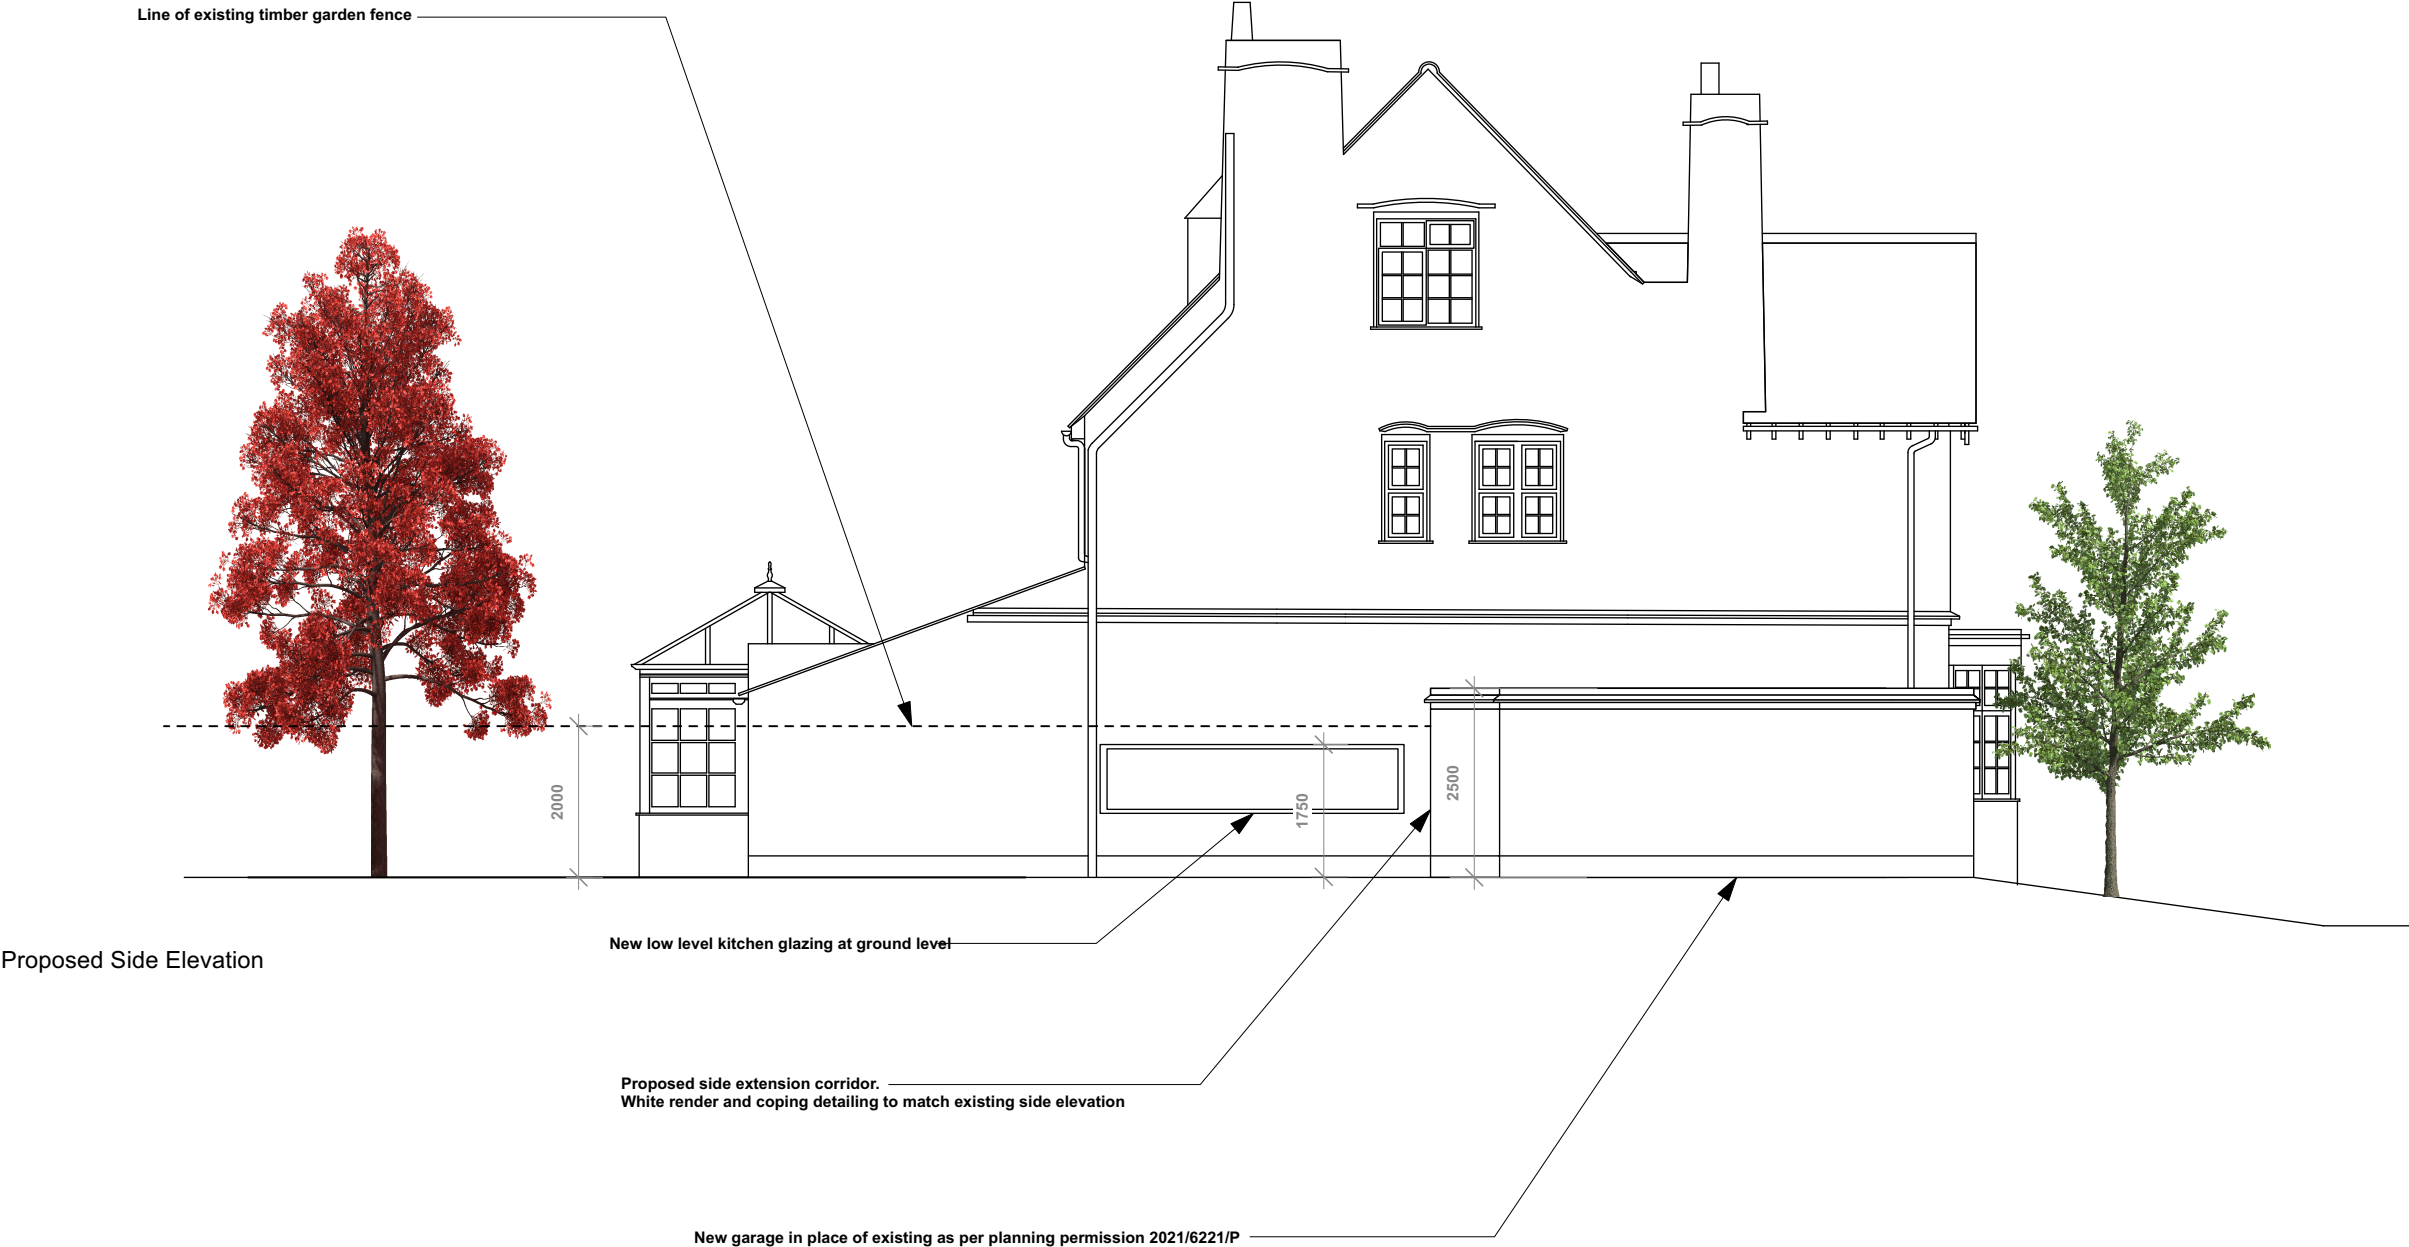 Line of existing timber garden fence
2000
1750
2500
New low level kitchen glazing at ground level
Proposed Side Elevation
Proposed side extension corridor.
White render and coping detailing to match existing side elevation
New garage in place of existing as per planning permission 2021/6221/P